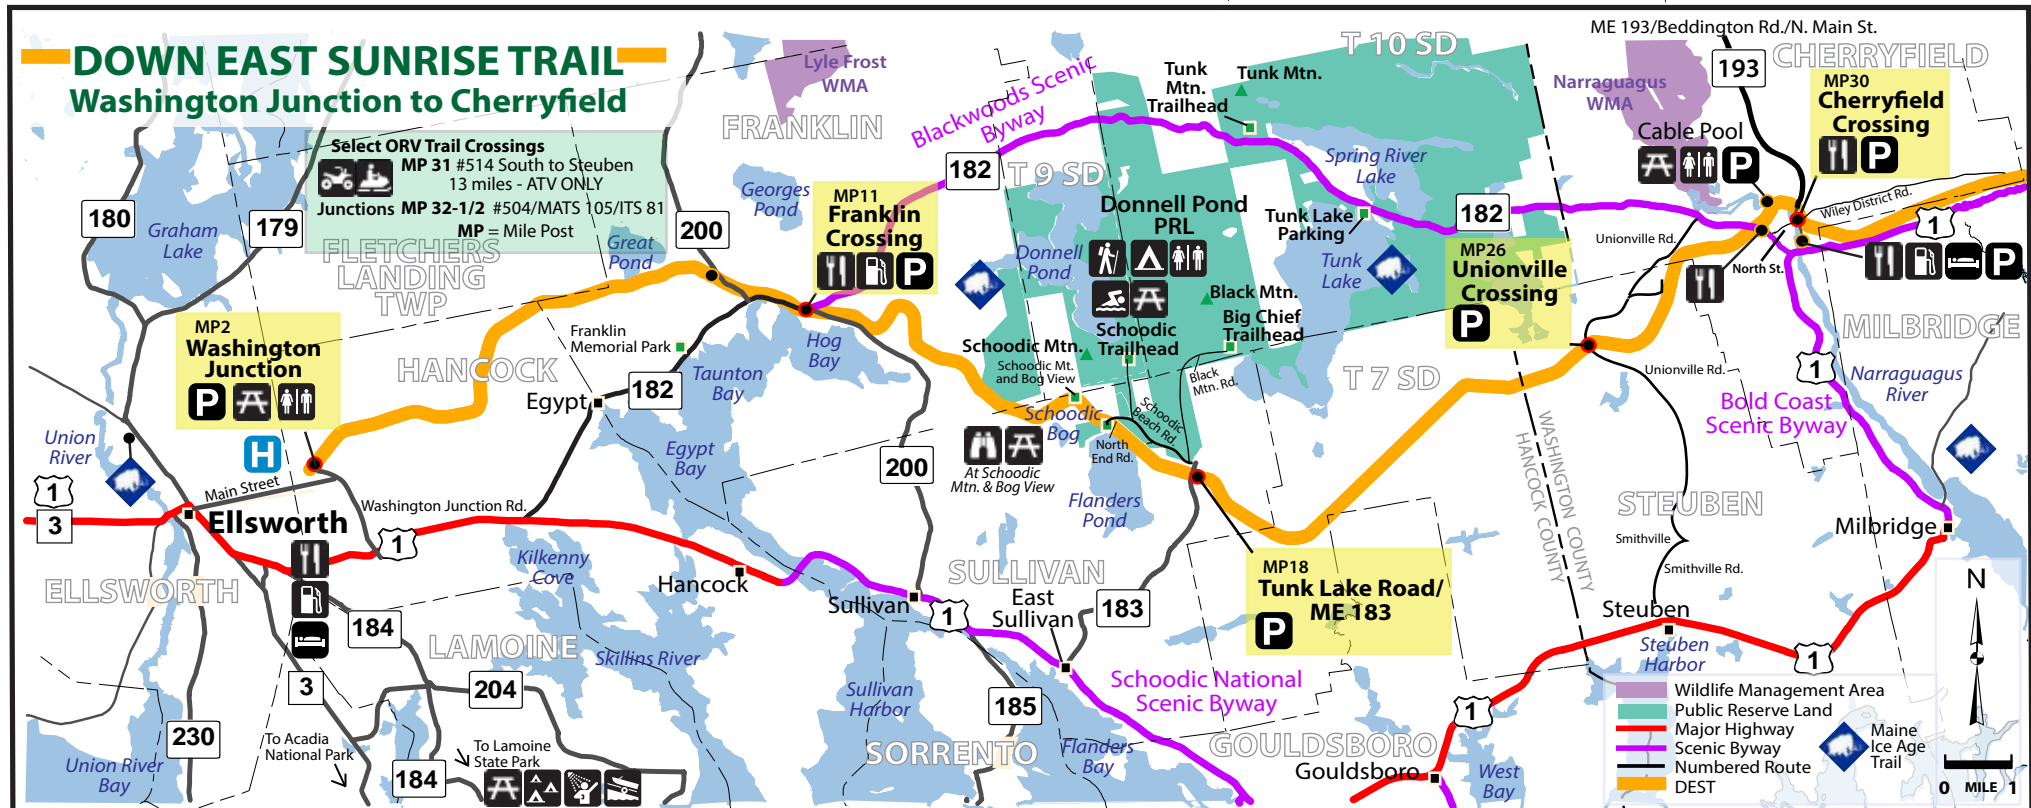 DOWN EAST SUNRISE TRAIL
Washington Junction to Cherryfield
Select ORV Trail Crossings
MP 31 #514 South to Steuben
13 miles - ATV ONLY
Junctions MP 32-1/2 #504/MATS 105/ITS 81
MP = Mile Post
180
179
Graham
Lake
FLETCHERS
LANDING
TWP
Great
Pond
200
Lyle Frost
WMA
FRANKLIN
Georges
Pond
MP11
Franklin
Crossing
P
Blackwoods Scenic
Byway
182
T 9 SD
T 10 SD
Tunk
Mtn.
Trailhead
Tunk Mtn.
Spring River
Lake
Donnell Pond
PRL
Donnell
Pond
Tunk Lake
Parking
Tunk
Lake
182
Black Mtn.
Big Chief
Trailhead
Schoodic
Trailhead
Schoodic Mtn.
Schoodic Mt.
and Bog View
Black
Mtn. Rd.
Schoodic
Beach Rd.
Schoodic
Bog
North
End Rd.
At Schoodic
Mtn. & Bog View
Flanders
Pond
T 7 SD
ME 193/Beddington Rd./N. Main St.
193
CHERRYFIELD
Narraguagus
WMA
Cable Pool
P
MP30
Cherryfield
Crossing
P
Wiley District Rd.
1
P
Unionville Rd.
North St.
MP26
Unionville
Crossing
P
MILBRIDGE
1
Narraguagus
River
Bold Coast
Scenic Byway
Unionville Rd.
WASHINGTON COUNTY
HANCOCK COUNTY
STEUBEN
Smithville
Smithville Rd.
Milbridge
Steuben
Steuben
Harbor
1
1
MP2
Washington
Junction
P
HANCOCK
Franklin
Memorial Park
Hog
Bay
Taunton
Bay
Egypt
182
Egypt
Bay
200
Union
River
H
Main Street
1
3
Ellsworth
Washington Junction Rd.
1
ELLSWORTH
Kilkenny
Cove
Hancock
Sullivan
SULLIVAN
East
Sullivan
1
183
MP18
Tunk Lake Road/
ME 183
P
184
LAMOINE
Skillins River
3
204
Sullivan
Harbor
185
Schoodic National
Scenic Byway
230
To Acadia
National Park
To Lamoine
State Park
184
SORRENTO
Flanders
Bay
GOULDSBORO
Gouldsboro
West
Bay
Union River
Bay
Wildlife Management Area
Public Reserve Land
Major Highway
Scenic Byway
Numbered Route
DEST
Maine
Ice Age
Trail
N
0 MILE 1